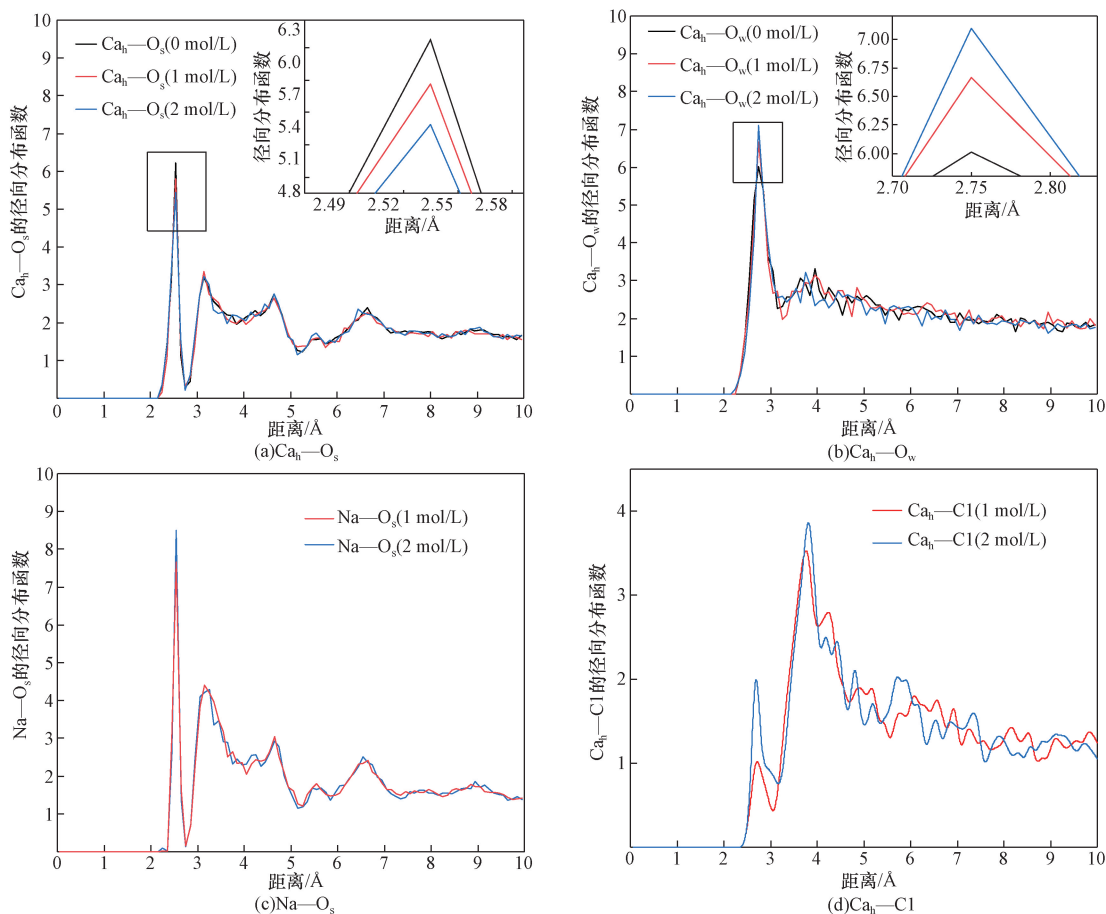 10
9
8
7
6
5
4
3
2
1
Ca_h—O_s的径向分布函数
Ca_h—O_s(0 mol/L)
Ca_h—O_s(1 mol/L)
Ca_h—O_s(2 mol/L)
6.3
6.0
5.7
5.4
5.1
4.8
径向分布函数
2.49 2.52 2.55 2.58
距离/Å
0 1 2 3 4 5 6 7 8 9 10
距离/Å
(a)Ca_h—O_s
10
9
8
7
6
5
4
3
2
1
Ca_h—O_w的径向分布函数
Ca_h—O_w(0 mol/L)
Ca_h—O_w(1 mol/L)
Ca_h—O_w(2 mol/L)
7.00
6.75
6.50
6.25
6.00
径向分布函数
2.70 2.75 2.80
距离/Å
0 1 2 3 4 5 6 7 8 9 10
距离/Å
(b)Ca_h—O_w
10
9
8
7
6
5
4
3
2
1
Na—O_s的径向分布函数
Na—O_s(1 mol/L)
Na—O_s(2 mol/L)
0 1 2 3 4 5 6 7 8 9 10
距离/Å
(c)Na—O_s
4
3
2
1
Ca_h—C1的径向分布函数
Ca_h—C1(1 mol/L)
Ca_h—C1(2 mol/L)
0 1 2 3 4 5 6 7 8 9 10
距离/Å
(d)Ca_h—C1